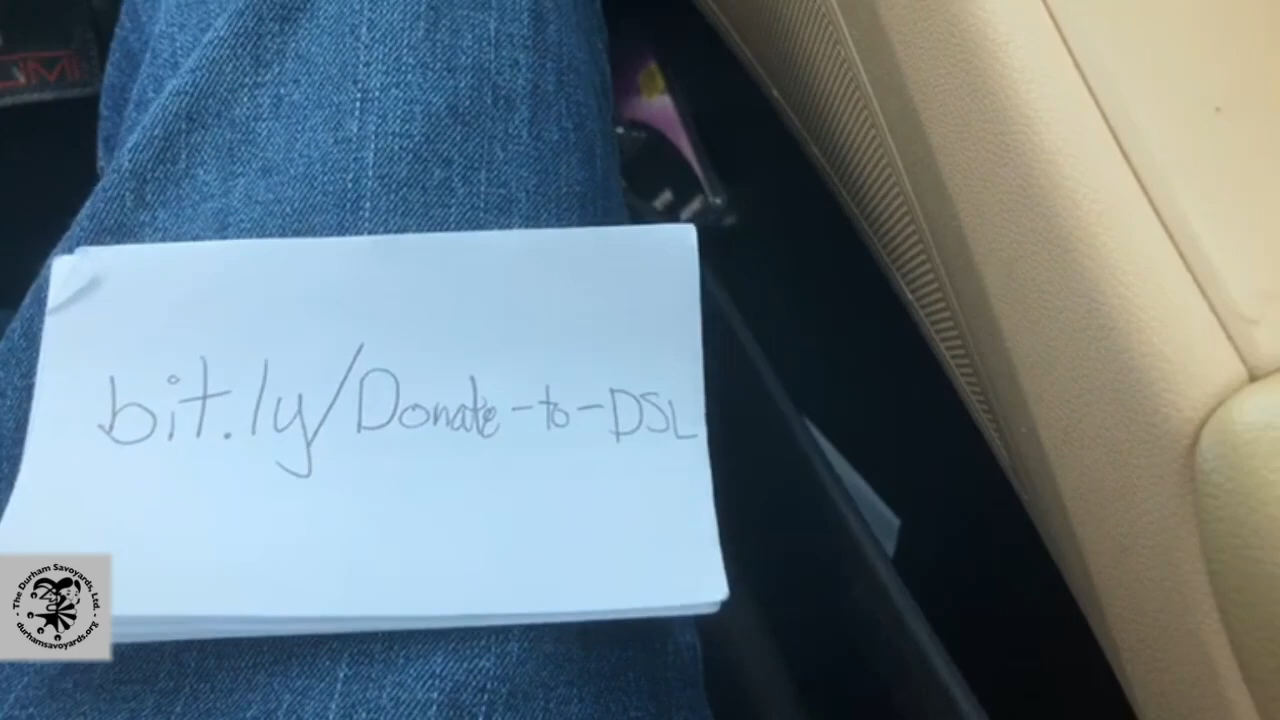 bit.ly/Donate-to-DSL
The Durham Savoyards, Ltd.
durhamsavoyards.org